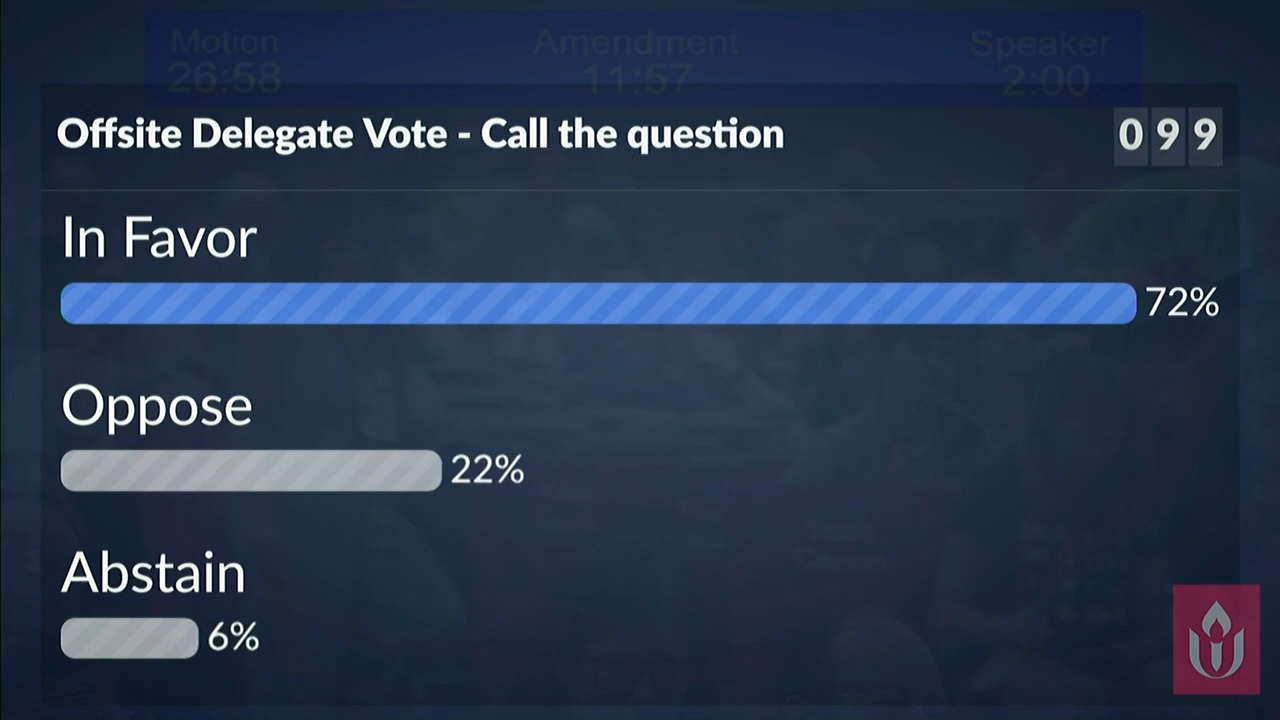 Motion Amendment Speaker
26:58 11:57 2:00
Offsite Delegate Vote - Call the question 099
In Favor
72%
Oppose
22%
Abstain
6%